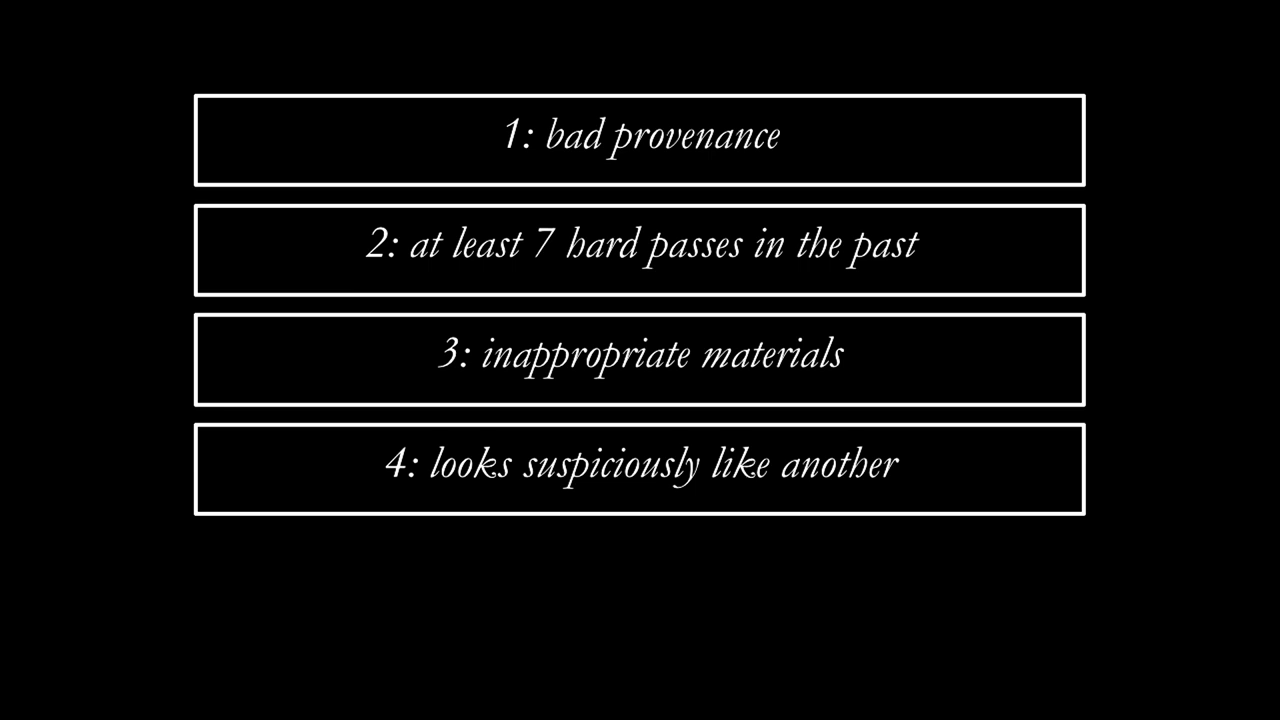 1: bad provenance
2: at least 7 hard passes in the past
3: inappropriate materials
4: looks suspiciously like another